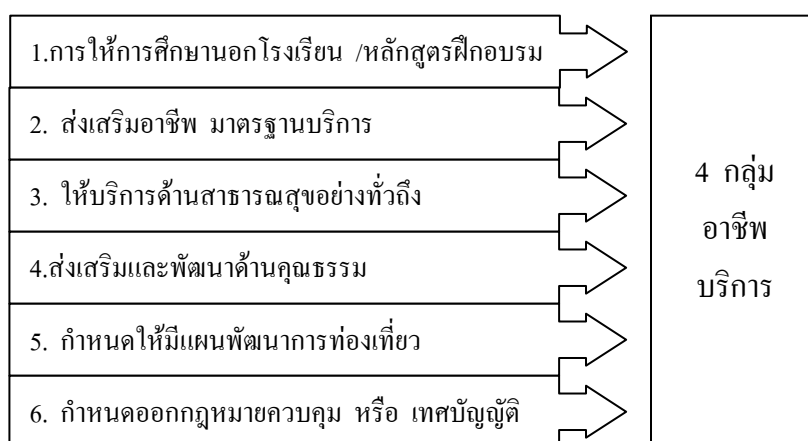 1.การให้การศึกษานอกโรงเรียน /หลักสูตรฝึกอบรม
2. ส่งเสริมอาชีพ มาตรฐานบริการ
3. ให้บริการด้านสาธารณสุขอย่างทั่วถึง
4.ส่งเสริมและพัฒนาด้านคุณธรรม
5. กำหนดให้มีแผนพัฒนาการท่องเที่ยว
6. กำหนดออกกฎหมายควบคุม หรือ เทศบัญญัติ
4 กลุ่ม
อาชีพ
บริการ